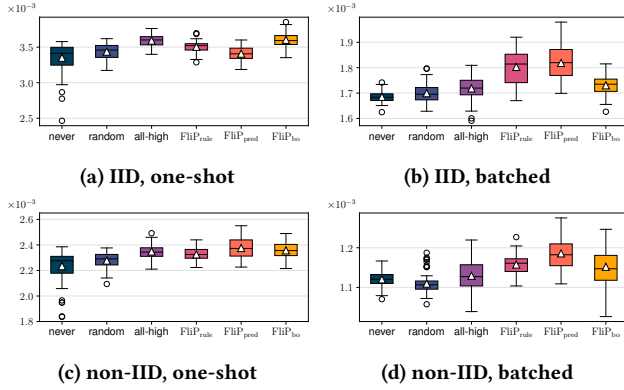 ×10⁻³ ×10⁻³
3.5 1.9
3.0 1.8
2.5 1.7
1.6
never random all-high FliP_rule FliP_pred FliP_bo never random all-high FliP_rule FliP_pred FliP_bo
(a) IID, one-shot (b) IID, batched
×10⁻³ ×10⁻³
2.6
2.4 1.2
2.2
2.0 1.1
1.8
never random all-high FliP_rule FliP_pred FliP_bo never random all-high FliP_rule FliP_pred FliP_bo
(c) non-IID, one-shot (d) non-IID, batched